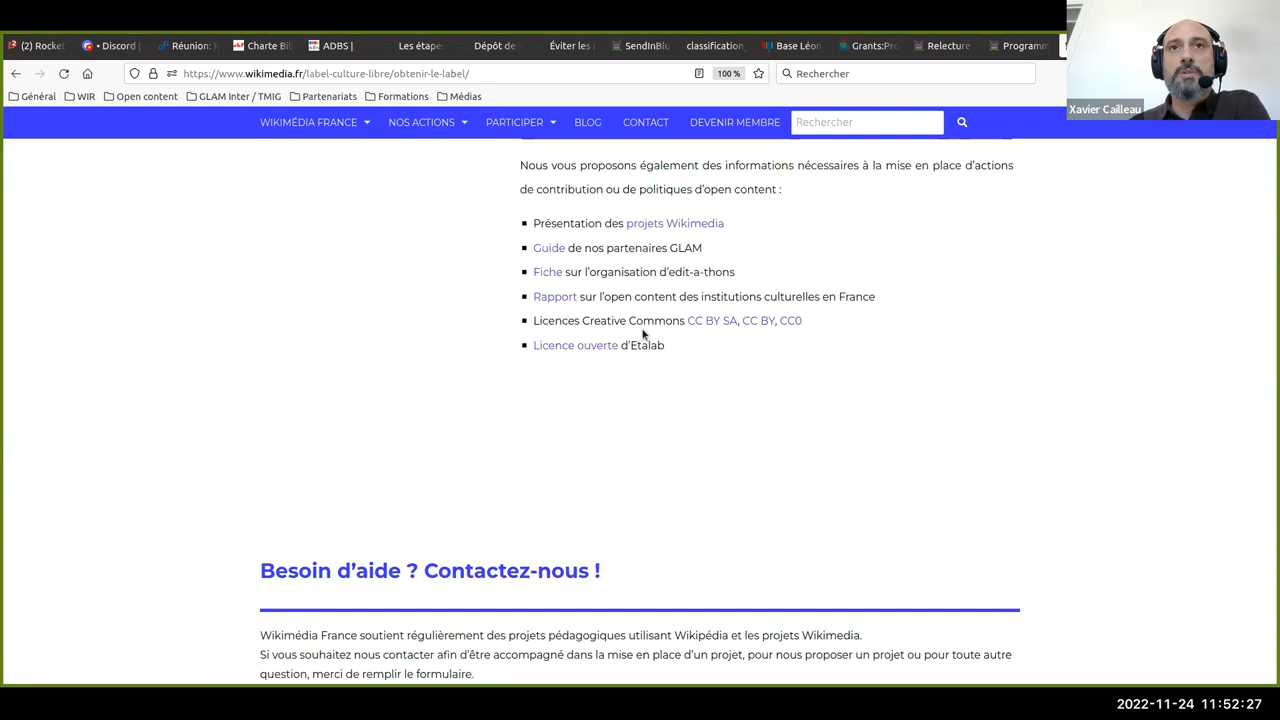 (2) Rocket
• Discord |
Réunion: F
Charte Bi
ADBS |
Les étape
Dépôt de
Éviter les
SendInBlu
classification
Base Léon
Grants:Pro
Relecture
Programm
https://www.wikimedia.fr/label-culture-libre/obtenir-le-label/
100 %
Rechercher
Xavier Cailleau
Général
WIR
Open content
GLAM Inter / TMIG
Partenariats
Formations
Médias
WIKIMÉDIA FRANCE
NOS ACTIONS
PARTICIPER
BLOG
CONTACT
DEVENIR MEMBRE
Rechercher
Nous vous proposons également des informations nécessaires à la mise en place d’actions
de contribution ou de politiques d’open content :
Présentation des projets Wikimedia
Guide de nos partenaires GLAM
Fiche sur l’organisation d’edit-a-thons
Rapport sur l’open content des institutions culturelles en France
Licences Creative Commons CC BY SA, CC BY, CC0
Licence ouverte d’Etalab
Besoin d’aide ? Contactez-nous !
Wikimédia France soutient régulièrement des projets pédagogiques utilisant Wikipédia et les projets Wikimedia.
Si vous souhaitez nous contacter afin d’être accompagné dans la mise en place d’un projet, pour nous proposer un projet ou pour toute autre
question, merci de remplir le formulaire.
2022-11-24 11:52:27